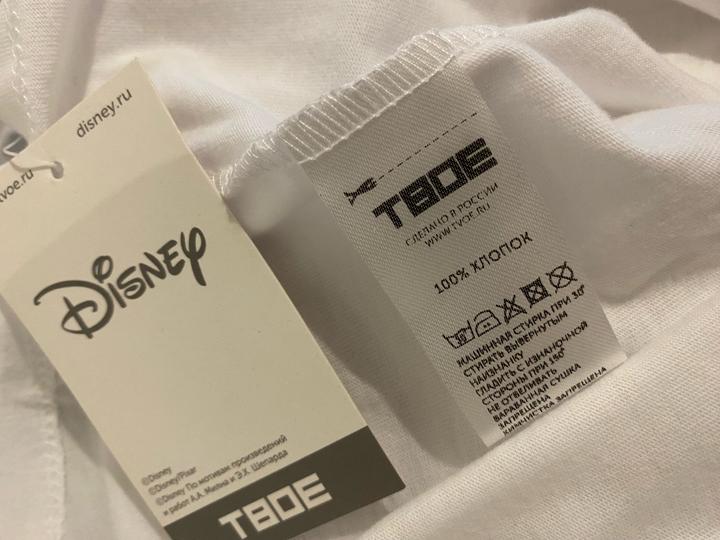 disney.ru
tvoe.ru
Disney
©Disney
©Disney/Pixar
©Disney По мотивам произведений
и работ А.А. Милна и Э.Х. Шепарда
ТВОЕ
ТВОЕ
СДЕЛАНО В РОССИИ
WWW.TVOE.RU
100% ХЛОПОК
30°
МАШИННАЯ СТИРКА ПРИ 30°
СТИРАТЬ ВЫВЕРНУТЫМ
НАИЗНАНКУ
ГЛАДИТЬ С ИЗНАНОЧНОЙ
СТОРОНЫ ПРИ 150°
НЕ ОТБЕЛИВАТЬ
БАРАБАННАЯ СУШКА
ЗАПРЕЩЕНА
ХИМЧИСТКА ЗАПРЕЩЕНА